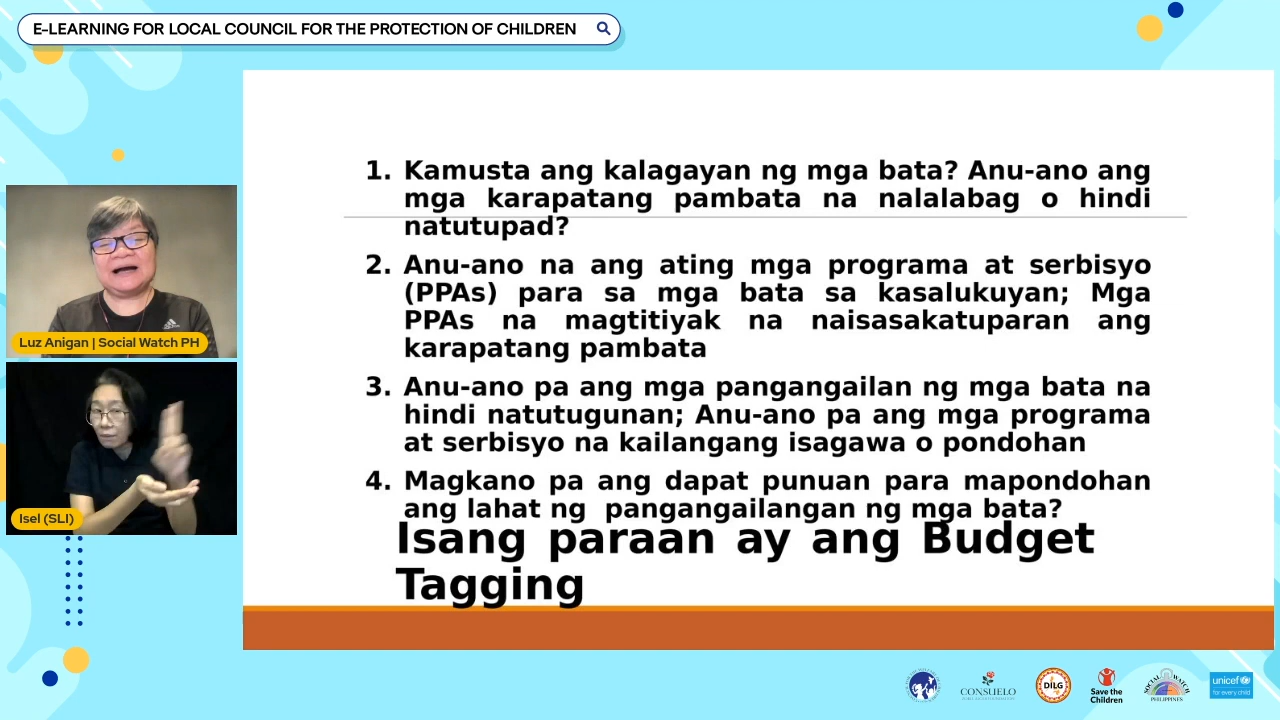 E-LEARNING FOR LOCAL COUNCIL FOR THE PROTECTION OF CHILDREN
1. Kamusta ang kalagayan ng mga bata? Anu-ano ang
mga karapatang pambata na nalalabag o hindi
natutupad?
2. Anu-ano na ang ating mga programa at serbisyo
(PPAs) para sa mga bata sa kasalukuyan; Mga
PPAs na magtitiyak na naisasakatuparan ang
karapatang pambata
3. Anu-ano pa ang mga pangangailan ng mga bata na
hindi natutugunan; Anu-ano pa ang mga programa
at serbisyo na kailangang isagawa o pondohan
4. Magkano pa ang dapat punuan para mapondohan
ang lahat ng pangangailangan ng mga bata?
Isang paraan ay ang Budget
Tagging
Luz Anigan | Social Watch PH
Isel (SLI)
CONSUELO
DILG
Save the
Children
SOCIAL WATCH
PHILIPPINES
unicef
for every child